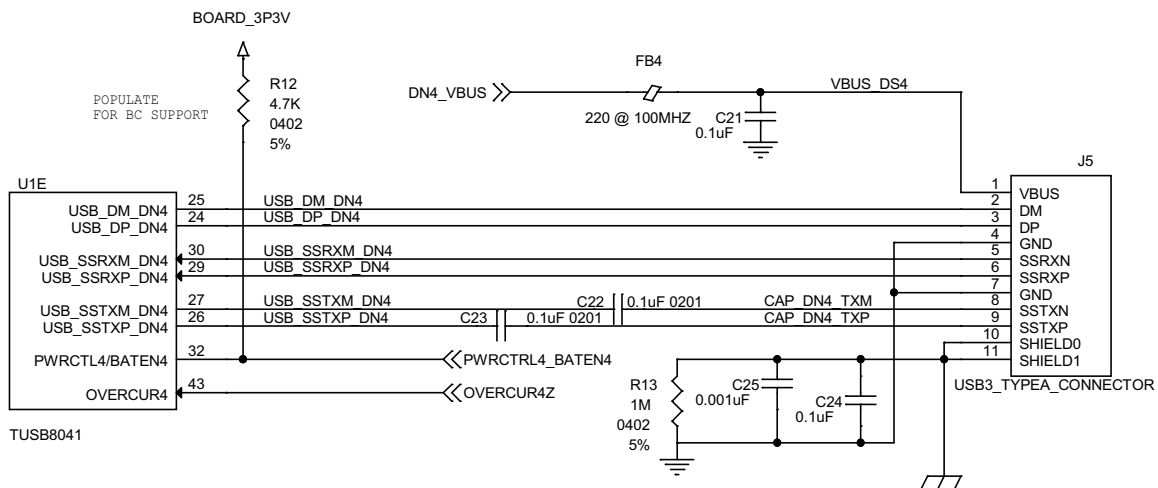 BOARD_3P3V
R12
4.7K
0402
5%
POPULATE
FOR BC SUPPORT
FB4
DN4_VBUS
220 @ 100MHZ
VBUS_DS4
C21
0.1uF
J5
U1E
USB_DM_DN4 25 USB_DM_DN4 2 DM
USB_DP_DN4 24 USB_DP_DN4 3 DP
1 VBUS
4 GND
USB_SSRXM_DN4 30 USB_SSRXM_DN4 5 SSRXN
USB_SSRXP_DN4 29 USB_SSRXP_DN4 6 SSRXP
7 GND
USB_SSTXM_DN4 27 USB_SSTXM_DN4 C22 0.1uF 0201 CAP_DN4_TXM 8 SSTXN
USB_SSTXP_DN4 26 USB_SSTXP_DN4 C23 0.1uF 0201 CAP_DN4_TXP 9 SSTXP
10 SHIELD0
11 SHIELD1
PWRCTL4/BATEN4 32 PWRCTRL4_BATEN4
OVERCUR4 43 OVERCUR4Z
TUSB8041
USB3_TYPEA_CONNECTOR
R13
1M
0402
5%
C25
0.001uF
C24
0.1uF